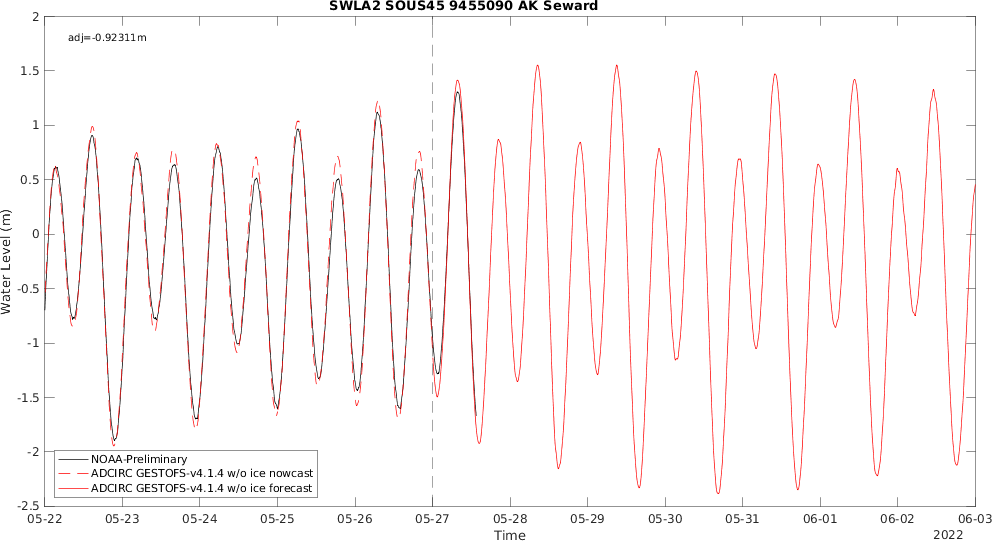 SWLA2 SOUS45 9455090 AK Seward
adj=-0.92311m
2
1.5
1
0.5
0
-0.5
-1
-1.5
-2
-2.5
Water Level (m)
NOAA-Preliminary
ADCIRC GESTOFS-v4.1.4 w/o ice nowcast
ADCIRC GESTOFS-v4.1.4 w/o ice forecast
05-22 05-23 05-24 05-25 05-26 05-27 05-28 05-29 05-30 05-31 06-01 06-02 06-03
Time
2022